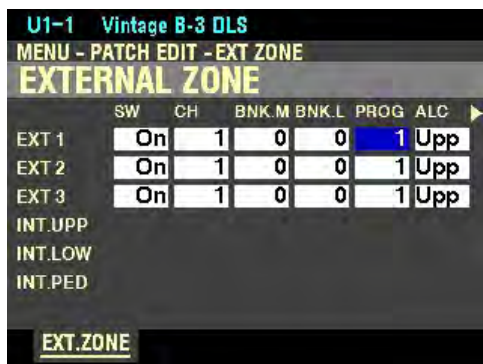 U1-1 Vintage B-3 DLS
MENU - PATCH EDIT - EXT ZONE
EXTERNAL ZONE
SW CH BNK.M BNK.L PROG ALC
EXT 1 On 1 0 0 1 Upp
EXT 2 On 1 0 0 1 Upp
EXT 3 On 1 0 0 1 Upp
INT.UPP
INT.LOW
INT.PED
EXT.ZONE